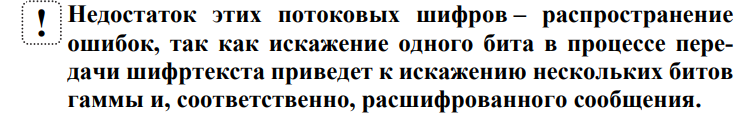 ! Недостаток этих потоковых шифров – распространение
ошибок, так как искажение одного бита в процессе пере-
дачи шифртекста приведет к искажению нескольких битов
гаммы и, соответственно, расшифрованного сообщения.